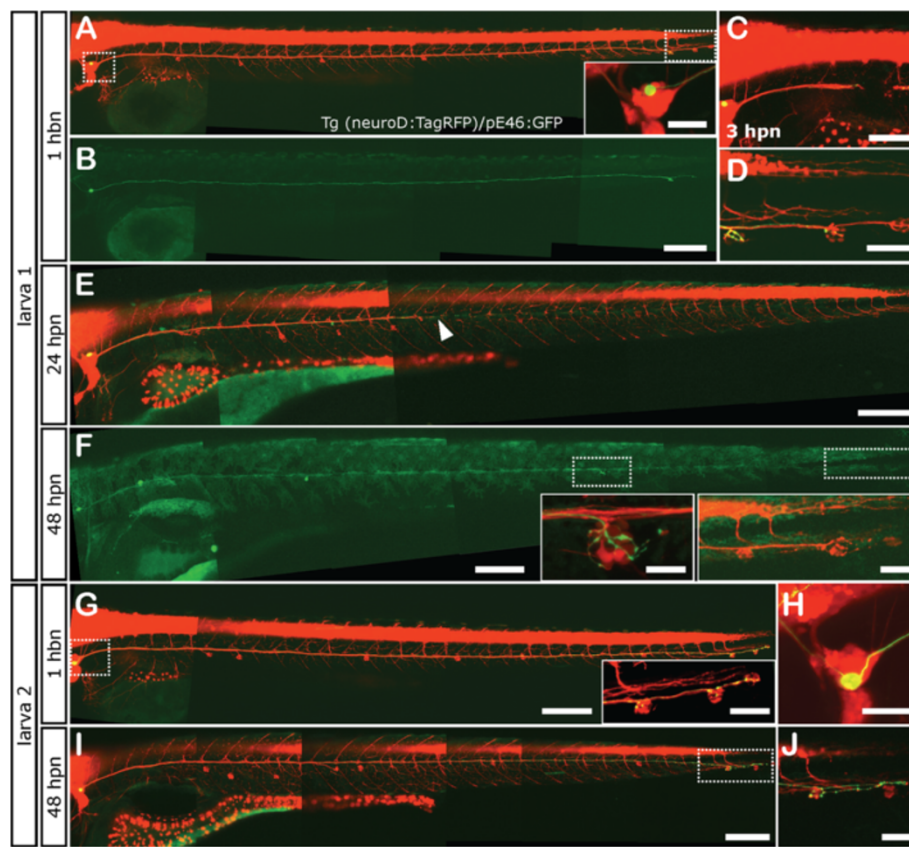 A
C
Tg (neuroD:TagRFP)/pE46:GFP
3 hpn
B
D
1 hbn
E
24 hpn
larva 1
F
48 hpn
G
H
1 hbn
larva 2
I
J
48 hpn